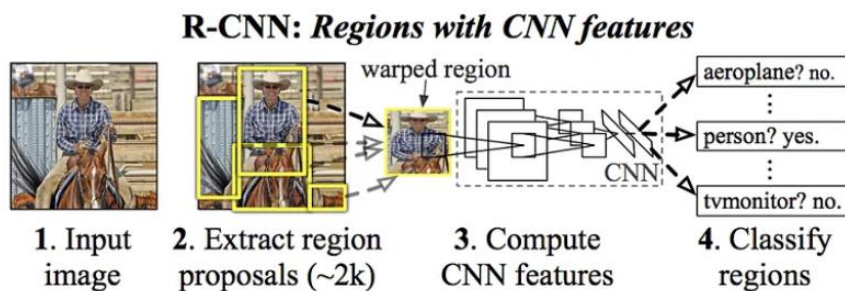 R-CNN: Regions with CNN features
warped region
aeroplane? no.
⋮
person? yes.
⋮
tvmonitor? no.
CNN
1. Input
image
2. Extract region
proposals (~2k)
3. Compute
CNN features
4. Classify
regions